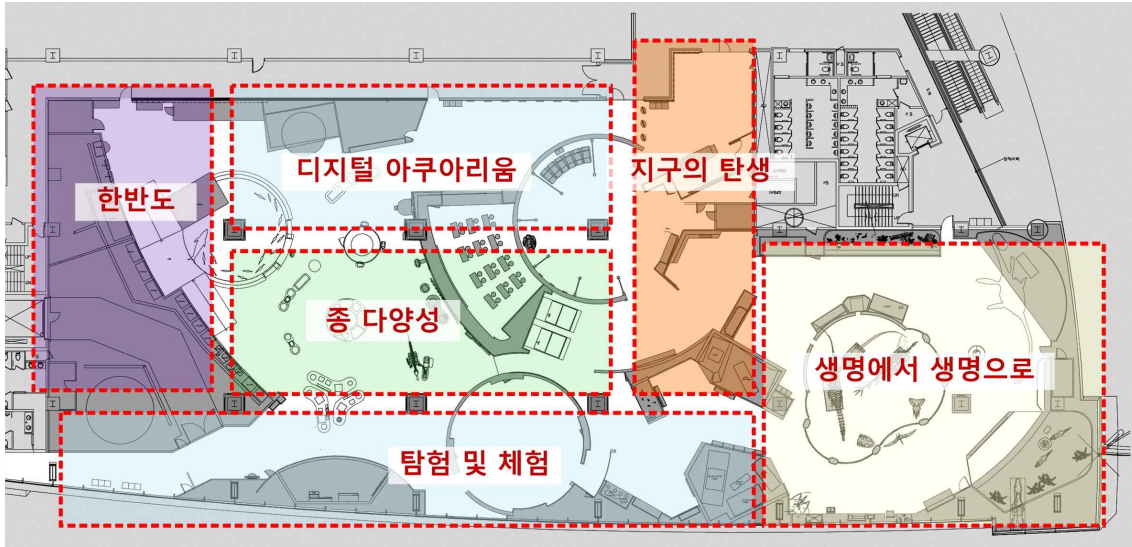 디지털 아쿠아리움
지구의 탄생
한반도
종 다양성
생명에서 생명으로
탐험 및 체험